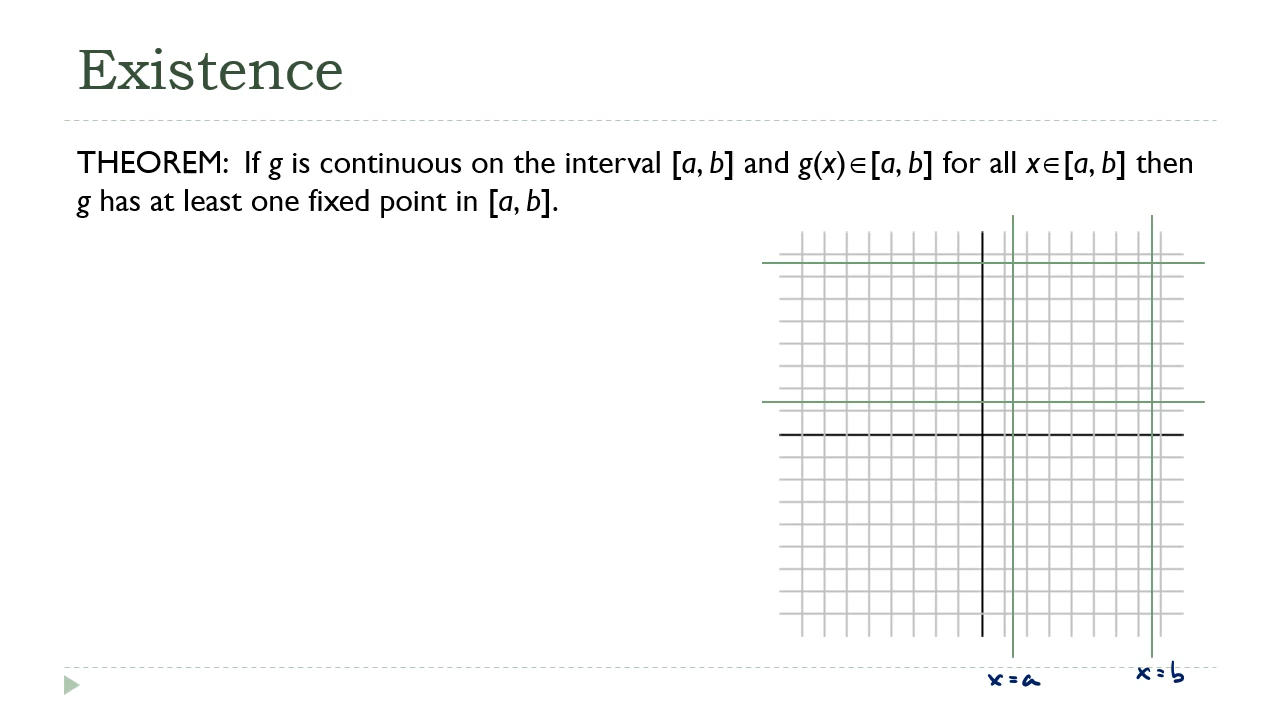 Existence
THEOREM: If g is continuous on the interval [a, b] and g(x)∈[a, b] for all x∈[a, b] then
g has at least one fixed point in [a, b].
x=a
x=b